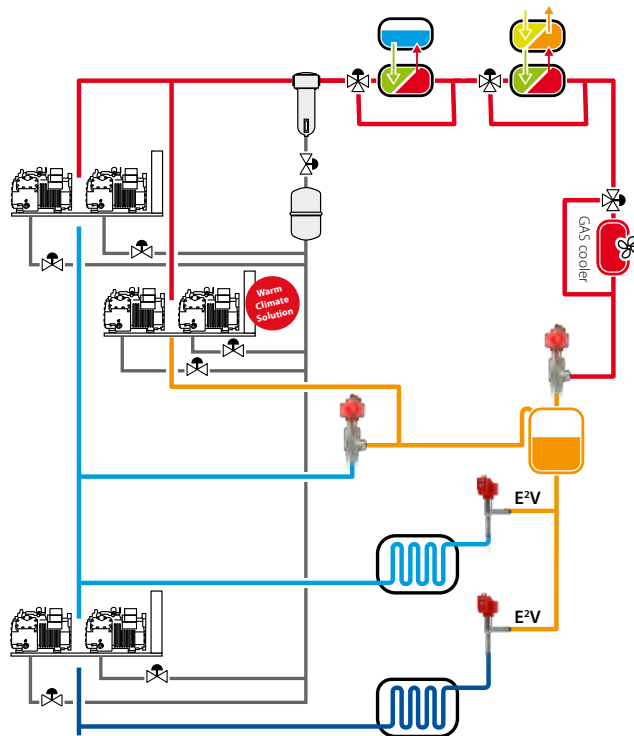 Warm
Climate
Solution
GAS cooler
E²V
E²V